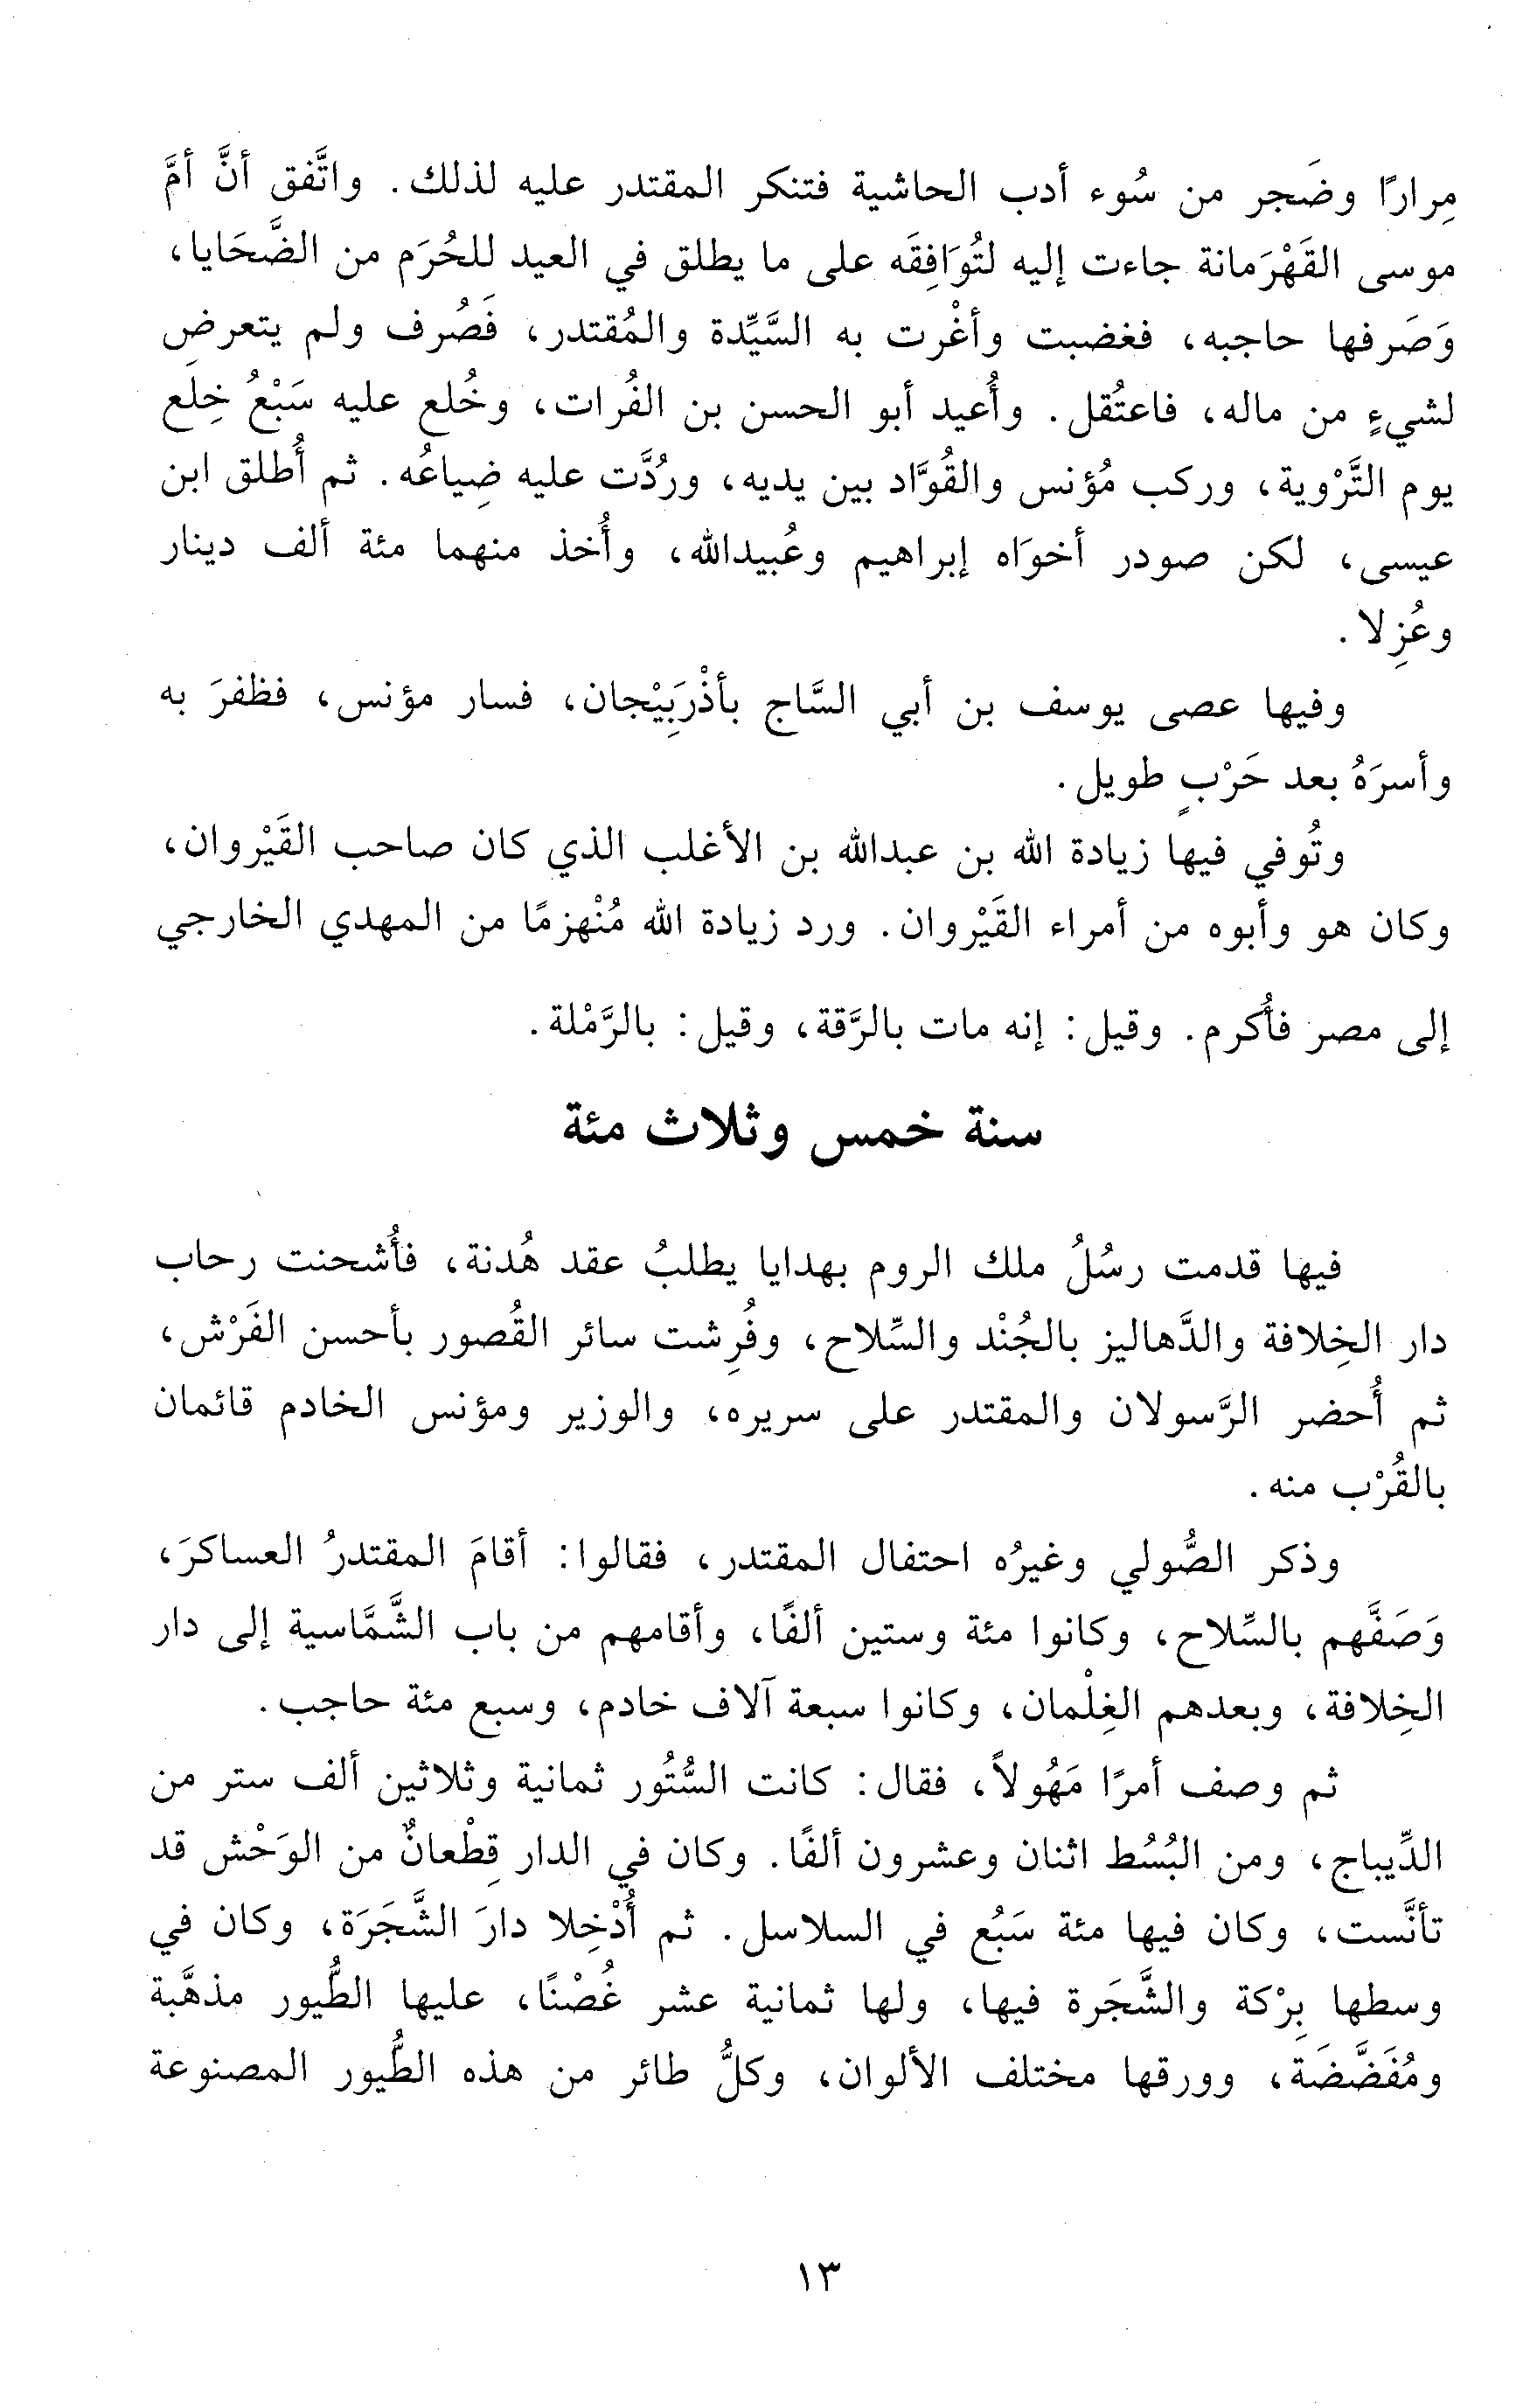 مِرارًا وضَجر من سُوء أدب الحاشية فتنكر المقتدر عليه لذلك. واتَّفق أنَّ أمَّ
موسى القَهْرَمانة جاءت إليه لتُوَافِقَه على ما يطلق في العيد للحُرَم من الضَّحَايا،
وَصَرفها حاجبه، فغضبت وأغْرت به السَّيِّدة والمُقتدر، فَصُرف ولم يتعرض
لشيءٍ من ماله، فاعتُقل. وأُعيد أبو الحسن بن الفُرات، وخُلع عليه سَبْعُ خِلَع
يوم التَّرْوية، وركب مُؤنس والقُوَّاد بين يديه، ورُدَّت عليه ضِياعُه. ثم أُطلق ابن
عيسى، لكن صودر أخوَاه إبراهيم وعُبيدالله، وأُخذ منهما مئة ألف دينار
وعُزِلا.
وفيها عصى يوسف بن أبي السَّاج بأذْرَبِيْجان، فسار مؤنس، فظفرَ به
وأسرَهُ بعد حَرْبٍ طويل.
وتُوفي فيها زيادة الله بن عبدالله بن الأغلب الذي كان صاحب القَيْروان،
وكان هو وأبوه من أمراء القَيْروان. ورد زيادة الله مُنْهزمًا من المهدي الخارجي
إلى مصر فأُكرم. وقيل: إنه مات بالرَّقة، وقيل: بالرَّمْلة.
سنة خمس وثلاث مئة
فيها قدمت رسُلُ ملك الروم بهدايا يطلبُ عقد هُدنة، فأُشحنت رحاب
دار الخِلافة والدَّهاليز بالجُنْد والسِّلاح، وفُرِشت سائر القُصور بأحسن الفَرْش،
ثم أُحضر الرَّسولان والمقتدر على سريره، والوزير ومؤنس الخادم قائمان
بالقُرْب منه.
وذكر الصُّولي وغيرُه احتفال المقتدر، فقالوا: أقامَ المقتدرُ العساكرَ،
وَصَفَّهم بالسِّلاح، وكانوا مئة وستين ألفًا، وأقامهم من باب الشَّمَّاسية إلى دار
الخِلافة، وبعدهم الغِلْمان، وكانوا سبعة آلاف خادم، وسبع مئة حاجب.
ثم وصف أمرًا مَهُولاً، فقال: كانت السُّتُور ثمانية وثلاثين ألف ستر من
الدِّيباج، ومن البُسُط اثنان وعشرون ألفًا. وكان في الدار قِطْعانٌ من الوَحْش قد
تأنَّست، وكان فيها مئة سَبُع في السلاسل. ثم أُدْخِلا دارَ الشَّجَرَة، وكان في
وسطها بِرْكة والشَّجَرة فيها، ولها ثمانية عشر غُصْنًا، عليها الطُّيور مذهَّبة
ومُفَضَّضَة، وورقها مختلف الألوان، وكلُّ طائر من هذه الطُّيور المصنوعة
١٣